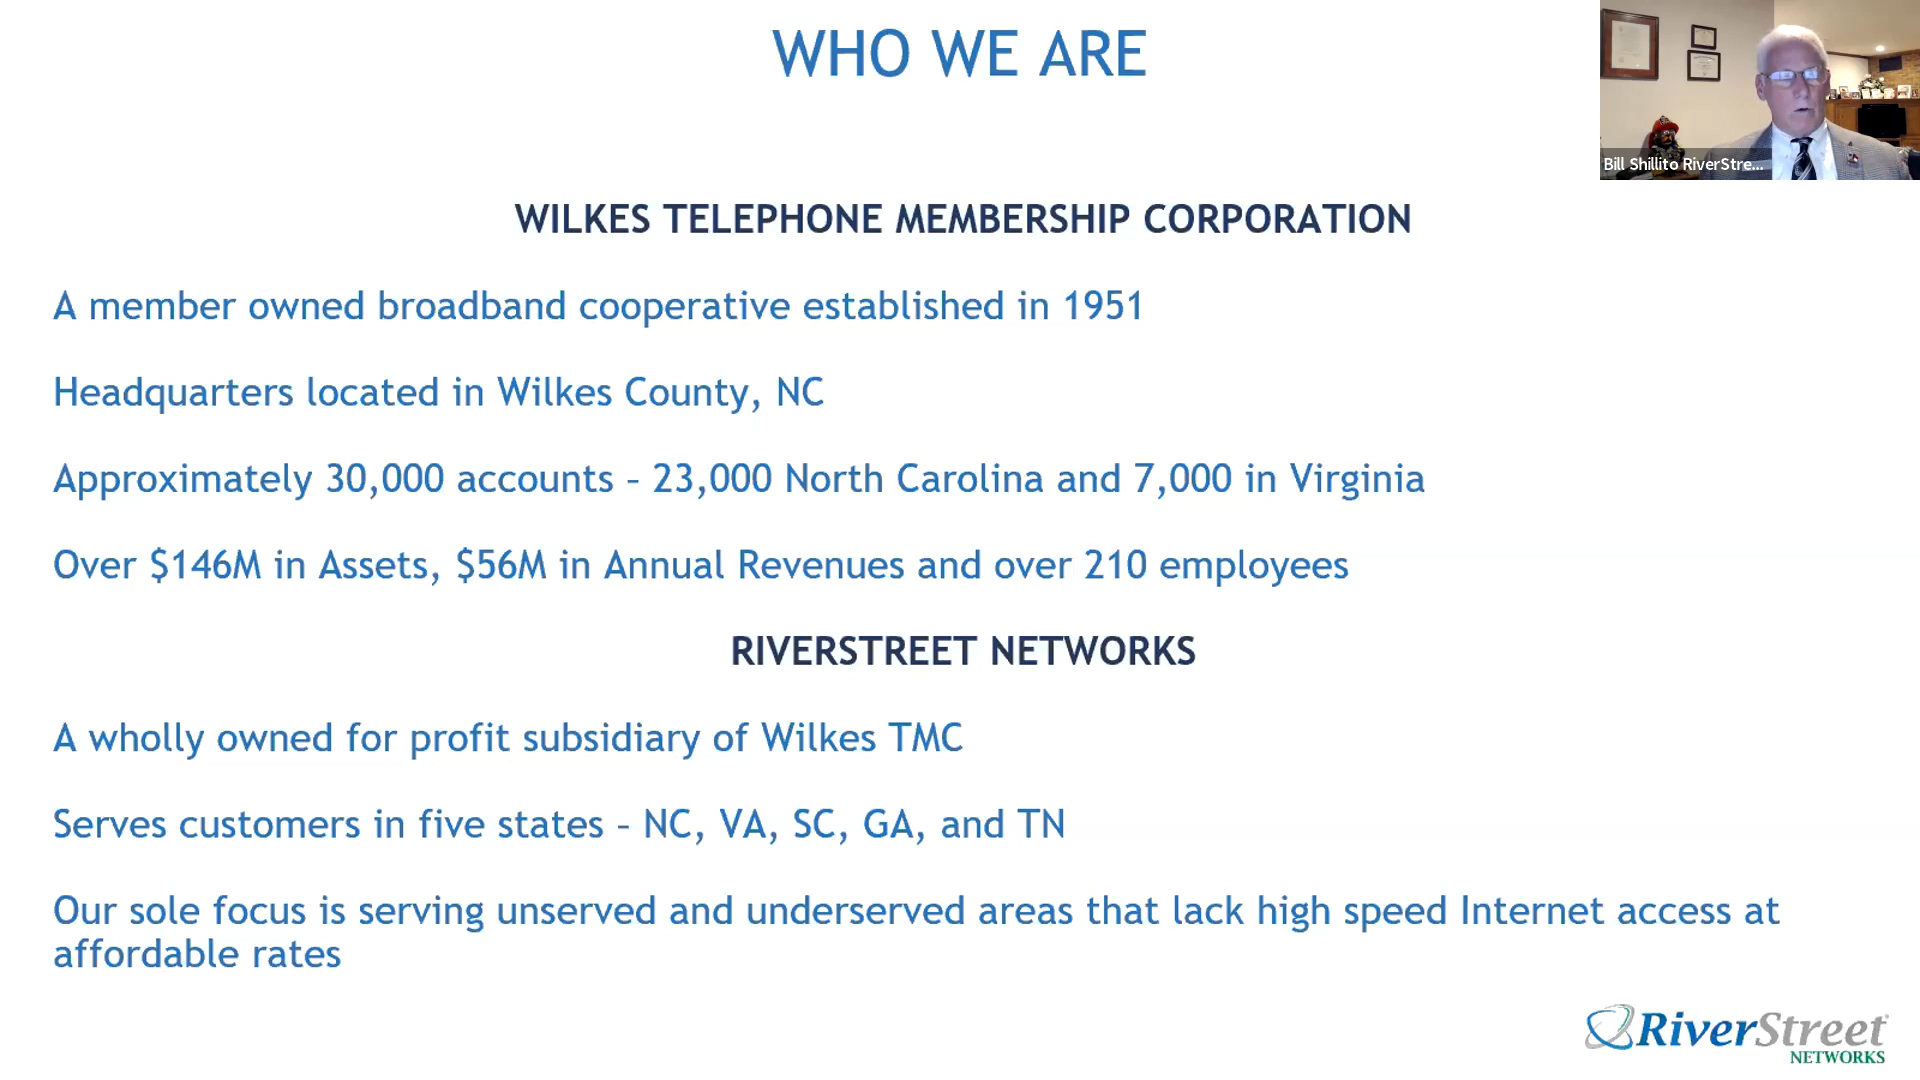 WHO WE ARE
Bill Shillito RiverStre...
WILKES TELEPHONE MEMBERSHIP CORPORATION
A member owned broadband cooperative established in 1951
Headquarters located in Wilkes County, NC
Approximately 30,000 accounts – 23,000 North Carolina and 7,000 in Virginia
Over $146M in Assets, $56M in Annual Revenues and over 210 employees
RIVERSTREET NETWORKS
A wholly owned for profit subsidiary of Wilkes TMC
Serves customers in five states – NC, VA, SC, GA, and TN
Our sole focus is serving unserved and underserved areas that lack high speed Internet access at
affordable rates
RiverStreet®
NETWORKS